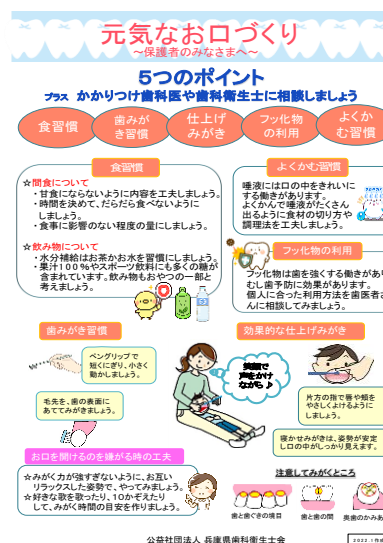 元気なお口づくり
～保護者のみなさまへ～
５つのポイント
プラス かかりつけ歯科医や歯科衛生士に相談しましょう
食習慣
歯みが
き習慣
仕上げ
みがき
フッ化物
の利用
よくか
む習慣
食習慣
☆間食について
・甘食にならないように内容を工夫しましょう。
・時間を決めて、だらだら食べないように
しましょう。
・食事に影響のない程度の量にしましょう。
☆飲み物について
・水分補給はお茶かお水を習慣にしましょう。
・果汁１００％やスポーツ飲料にも多くの糖が
含まれています。飲み物もおやつの一部と
考えましょう。
よくかむ習慣
唾液には口の中をきれいに
する働きがあります。
よくかんで唾液がたくさん
出るように食材の切り方や
調理法を工夫しましょう。
フッ化物の利用
フッ化物は歯を強くする働きがあり
むし歯予防に効果があります。
個人に合った利用方法を歯医者さ
んに相談してみましょう。
歯みがき習慣
ペングリップで
短くにぎり、小さく
動かしましょう。
毛先を、歯の表面に
あててみがきましょう。
効果的な仕上げみがき
笑顔で
声をかけ
ながら♪
片方の指で唇や頬を
やさしくよけるように
しましょう。
寝かせみがきは、姿勢が安定
し口の中がしっかり見えます。
お口を開けるのを嫌がる時の工夫
☆みがく力が強すぎないように、お互い
リラックスした姿勢で、やってみましょう。
☆好きな歌を歌ったり、１０かぞえたり
して、みがく時間の目安を作りましょう。
注意してみがくところ
歯と歯ぐきの境目
歯と歯の間
奥歯のかみあ
公益社団法人 兵庫県歯科衛生士会
２０２２.１作成